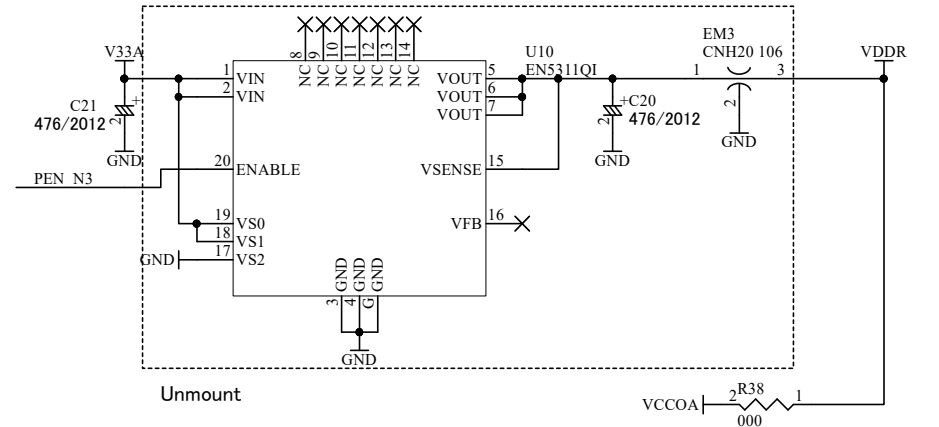 EM3
CNH20 106
V33A
8 9 10 11 12 13 14
NC NC NC NC NC NC NC
U10
EN5311QI
VDDR
1 VIN
2 VIN
VOUT 5
VOUT 6
VOUT 7
1 3
2
GND
C21
476/2012
+
2
GND
+C20
476/2012
2
GND
20 ENABLE
PEN_N3
VSENSE 15
19 VS0
18 VS1
GND 17 VS2
VFB 16
GND GND GND
3 4 G
GND
Unmount
VCCOA 2 R38 1
000